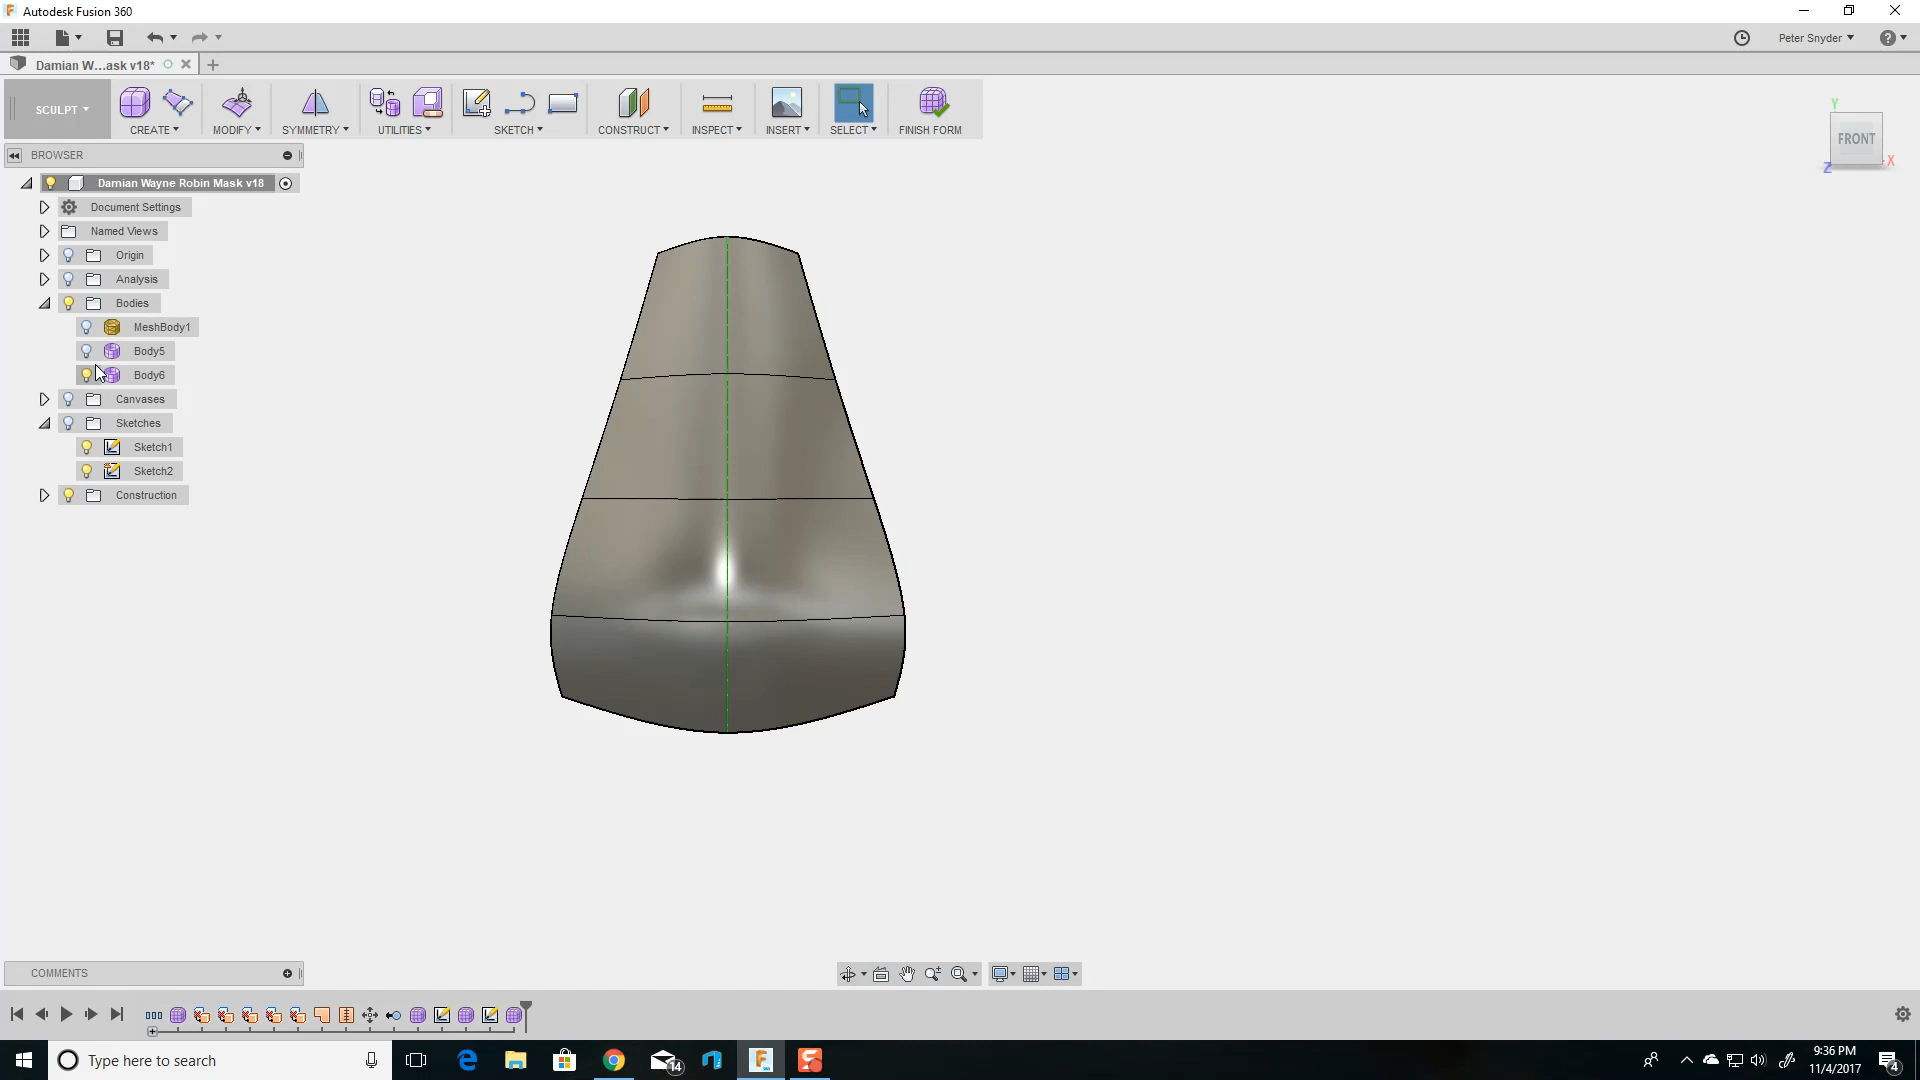 Autodesk Fusion 360
Peter Snyder
Damian W...ask v18*
SCULPT
CREATE
MODIFY
SYMMETRY
UTILITIES
SKETCH
CONSTRUCT
INSPECT
INSERT
SELECT
FINISH FORM
BROWSER
Damian Wayne Robin Mask v18
Document Settings
Named Views
Origin
Analysis
Bodies
MeshBody1
Body5
Body6
Canvases
Sketches
Sketch1
Sketch2
Construction
Y
FRONT
X
Z
COMMENTS
Type here to search
14
9:36 PM
11/4/2017
4